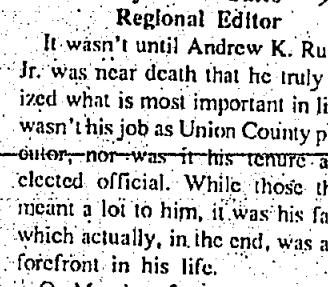 Regional Editor
It wasn't until Andrew K. Ru
Jr. was near death that he truly
ized what is most important in li
wasn't his job as Union County p
cutor, nor was it his tenure a
elected official. While those th
meant a lot to him, it was his fa
which actually, in the end, was a
forefront in his life.